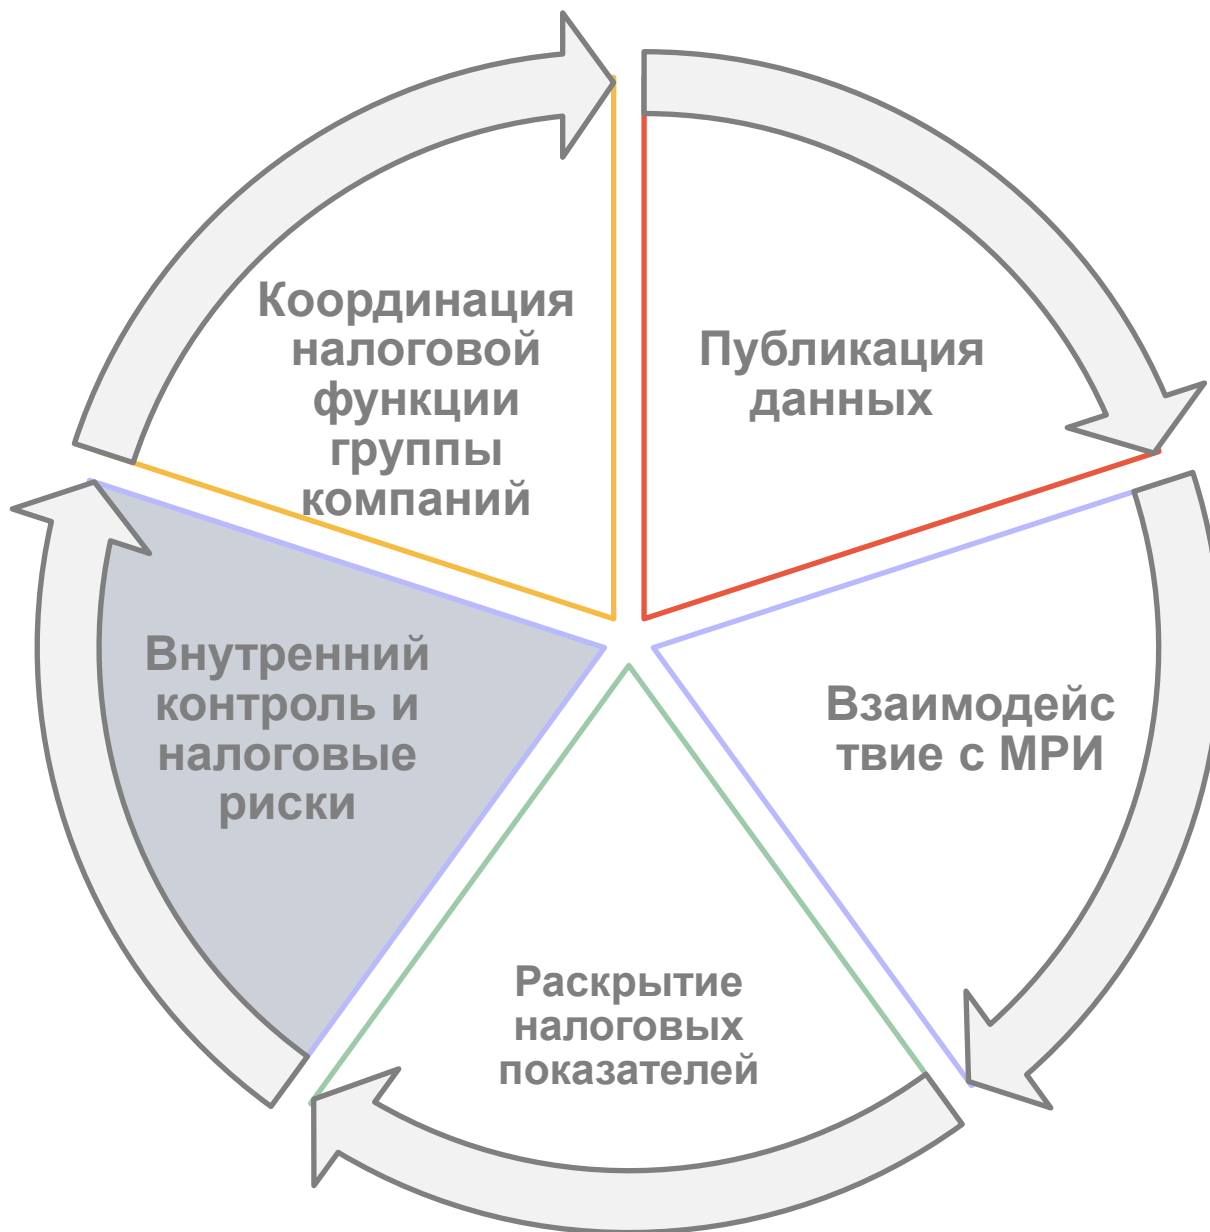 Координация
налоговой
функции
группы
компаний
Публикация
данных
Взаимодейс
твие с МРИ
Раскрытие
налоговых
показателей
Внутренний
контроль и
налоговые
риски